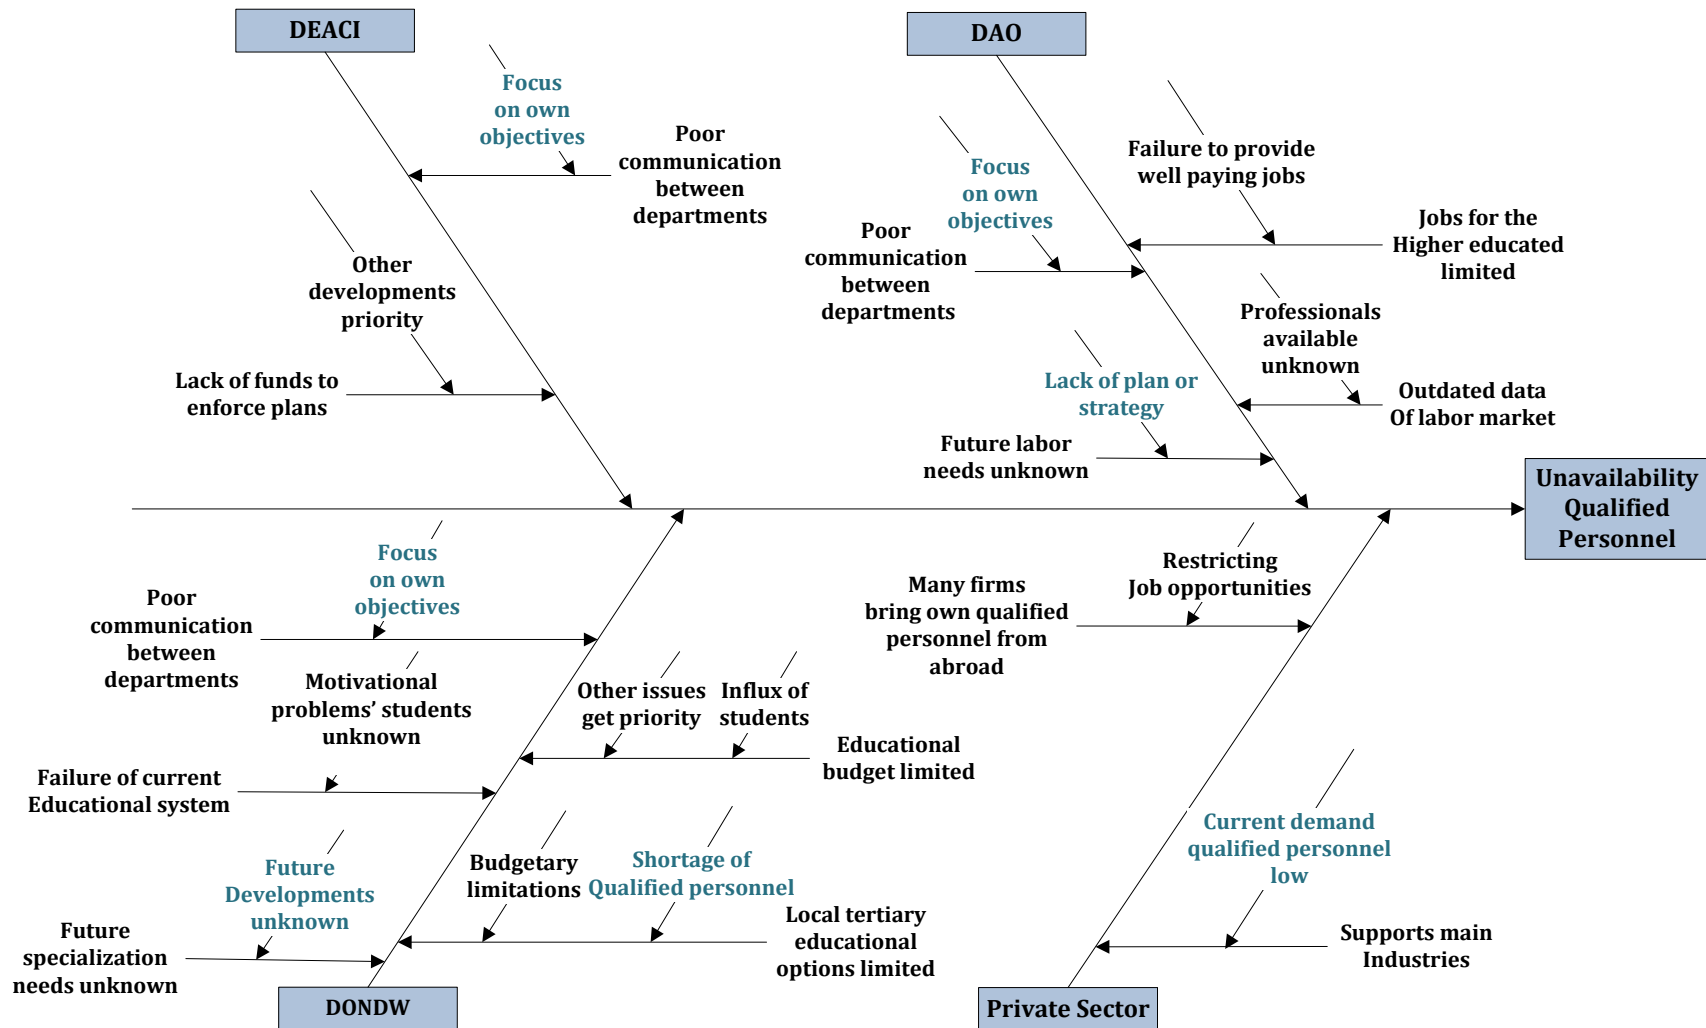 DEACI
DAO
Focus
on own
objectives
Poor
communication
between
departments
Other
developments
priority
Lack of funds to
enforce plans
Focus
on own
objectives
Poor
communication
between
departments
Failure to provide
well paying jobs
Jobs for the
Higher educated
limited
Professionals
available
unknown
Outdated data
Of labor market
Lack of plan or
strategy
Future labor
needs unknown
Unavailability
Qualified
Personnel
Focus
on own
objectives
Poor
communication
between
departments
Motivational
problems’ students
unknown
Failure of current
Educational system
Other issues
get priority
Influx of
students
Educational
budget limited
Future
Developments
unknown
Future
specialization
needs unknown
Budgetary
limitations
Shortage of
Qualified personnel
Local tertiary
educational
options limited
Restricting
Job opportunities
Many firms
bring own qualified
personnel from
abroad
Current demand
qualified personnel
low
Supports main
Industries
DONDW
Private Sector